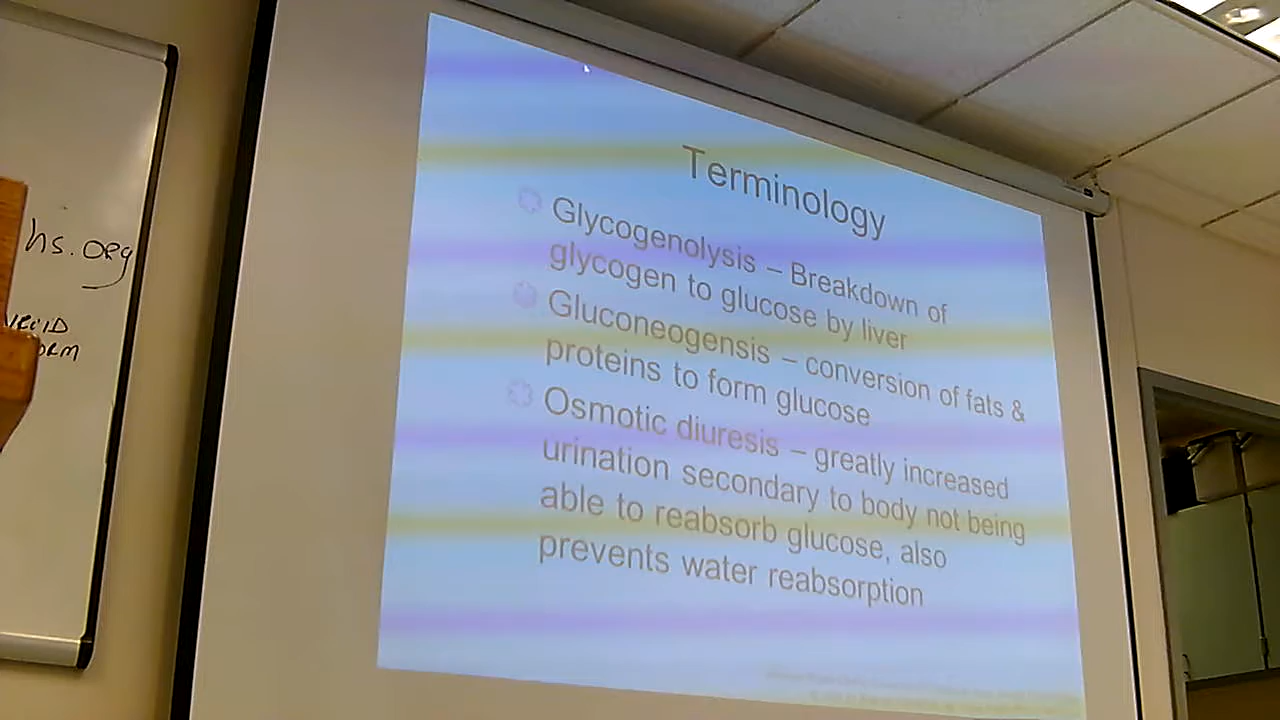 hs.org
Terminology
Glycogenolysis – Breakdown of
glycogen to glucose by liver
Gluconeogensis – conversion of fats &
proteins to form glucose
Osmotic diuresis – greatly increased
urination secondary to body not being
able to reabsorb glucose, also
prevents water reabsorption